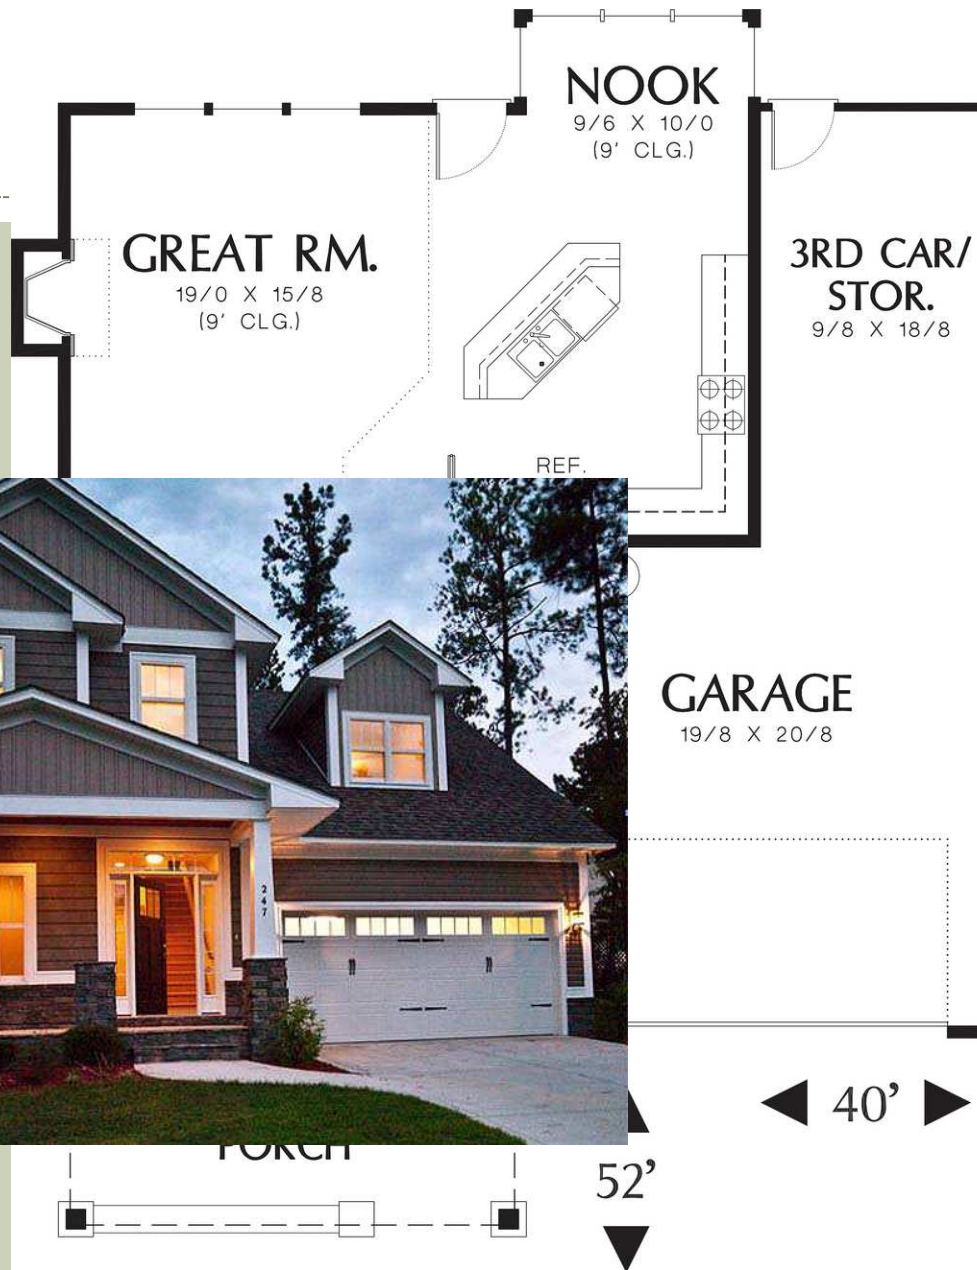 NOOK
9/6 X 10/0
(9' CLG.)
GREAT RM.
19/0 X 15/8
(9' CLG.)
3RD CAR/
STOR.
9/8 X 18/8
REF.
GARAGE
19/8 X 20/8
247
40'
PORCH
52'